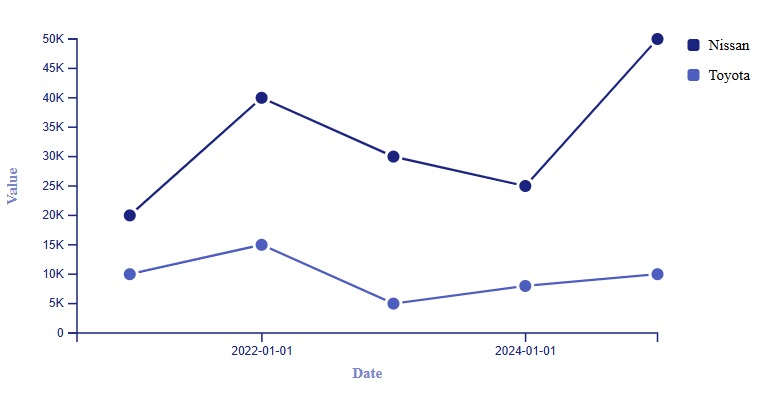 50K
45K
40K
35K
30K
25K
20K
15K
10K
5K
0
Value
2022-01-01
2024-01-01
Date
Nissan
Toyota